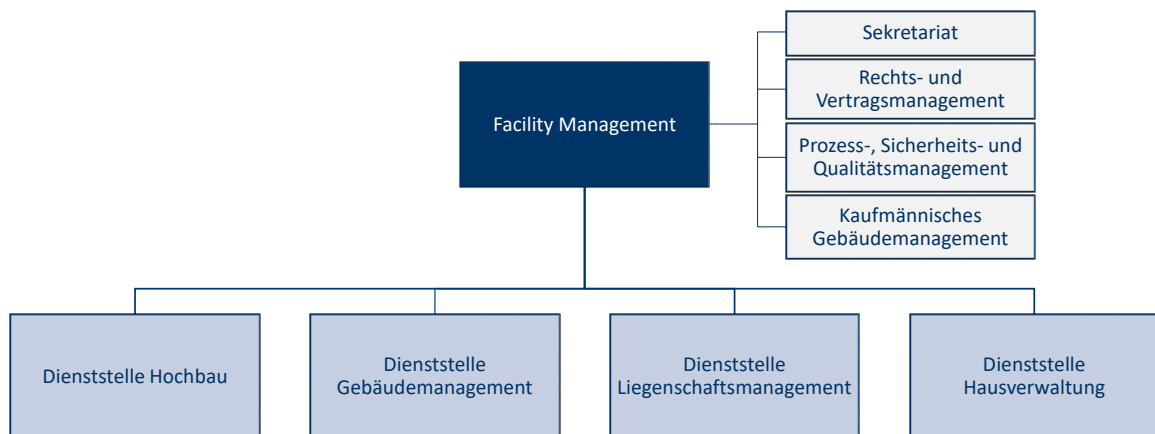 Sekretariat
Facility Management
Rechts- und
Vertragsmanagement
Prozess-, Sicherheits- und
Qualitätsmanagement
Kaufmännisches
Gebäudemanagement
Dienststelle Hochbau
Dienststelle
Gebäudemanagement
Dienststelle
Liegenschaftsmanagement
Dienststelle
Hausverwaltung